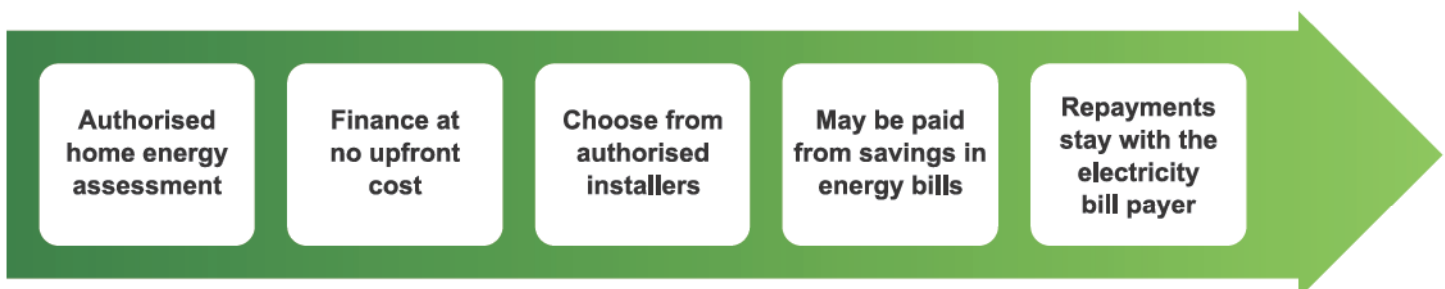 Authorised
home energy
assessment
Finance at
no upfront
cost
Choose from
authorised
installers
May be paid
from savings in
energy bills
Repayments
stay with the
electricity
bill payer